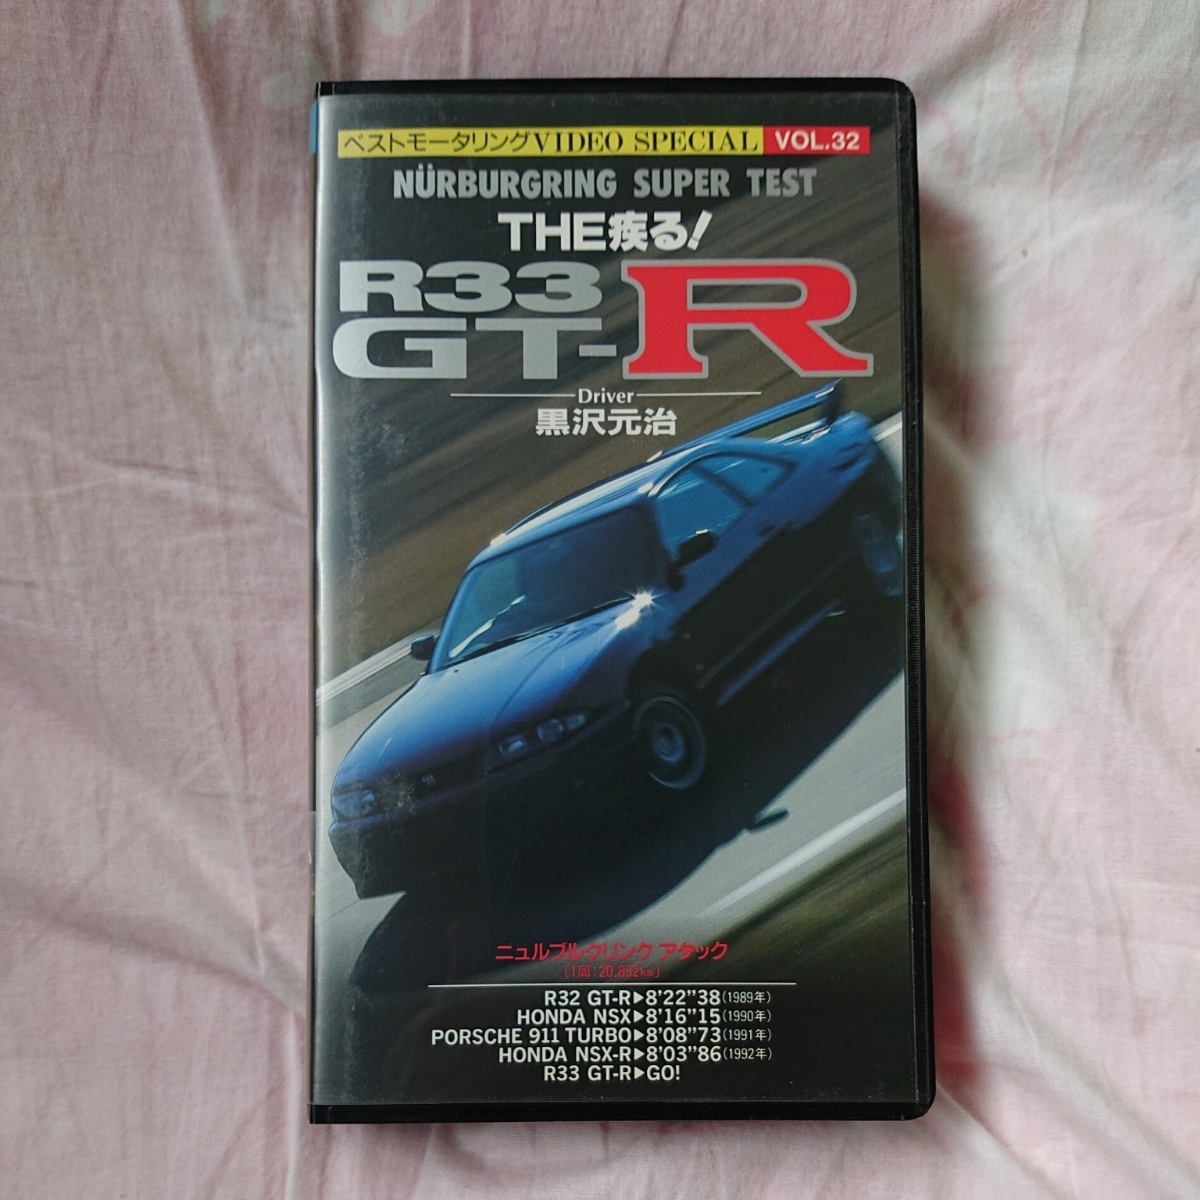 ベストモータリングVIDEO SPECIAL VOL.32
NÜRBURGRING SUPER TEST
THE疾る!
R33
GT-R
Driver
黒沢元治
ニュルブルクリンク アタック
[1周:20,832km]
R32 GT-R▶8'22"38(1989年)
HONDA NSX▶8'16"15(1990年)
PORSCHE 911 TURBO▶8'08"73(1991年)
HONDA NSX-R▶8'03"86(1992年)
R33 GT-R▶GO!